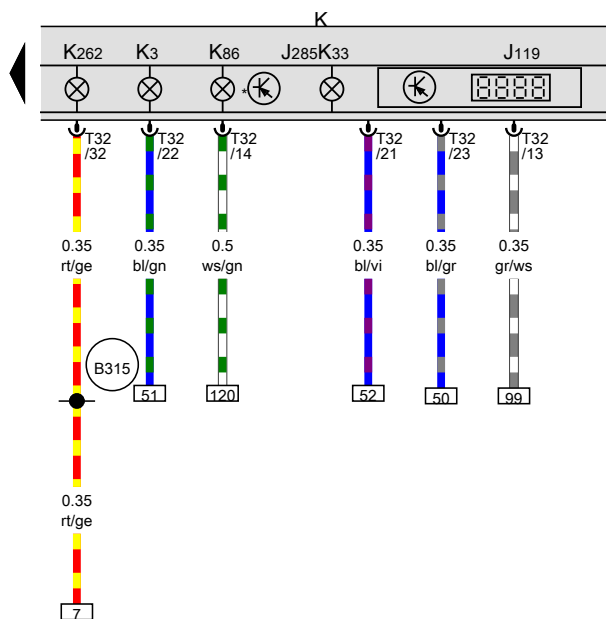 K
K262 K3 K86 J285K33 J119
*
8888
T32 T32 T32 T32 T32 T32
/32 /22 /14 /21 /23 /13
0.35 0.35 0.5 0.35 0.35 0.35
rt/ge bl/gn ws/gn bl/vi bl/gr gr/ws
B315
51 120 52 50 99
0.35
rt/ge
7